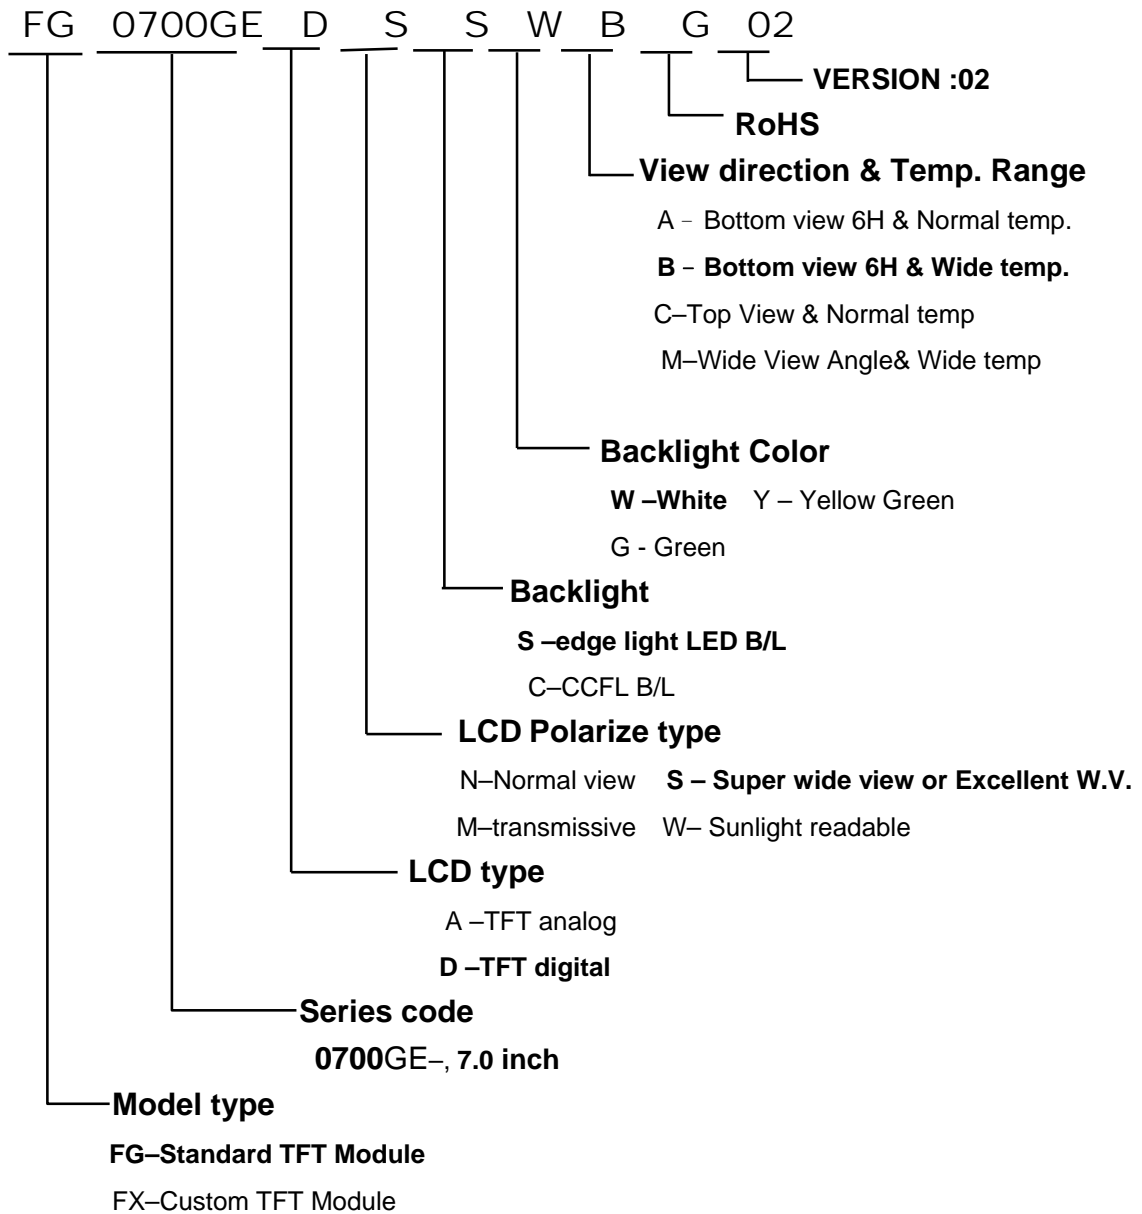 FG 0700GE D S S W B G 02
VERSION :02
RoHS
View direction & Temp. Range
A – Bottom view 6H & Normal temp.
B – Bottom view 6H & Wide temp.
C–Top View & Normal temp
M–Wide View Angle& Wide temp
Backlight Color
W –White Y – Yellow Green
G - Green
Backlight
S –edge light LED B/L
C–CCFL B/L
LCD Polarize type
N–Normal view S – Super wide view or Excellent W.V.
M–transmissive W– Sunlight readable
LCD type
A –TFT analog
D –TFT digital
Series code
0700GE–, 7.0 inch
Model type
FG–Standard TFT Module
FX–Custom TFT Module